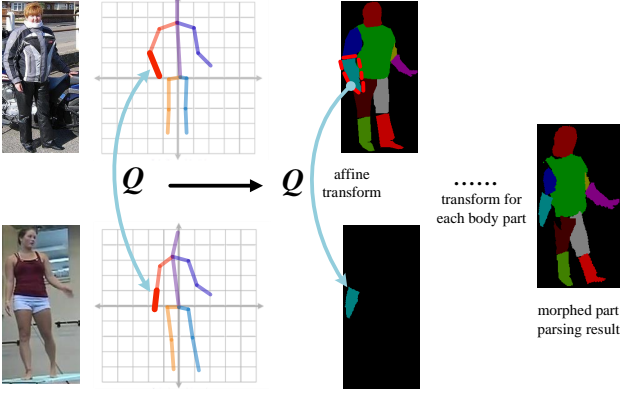 Q
Q
affine
transform
......
transform for
each body part
morphed part
parsing result